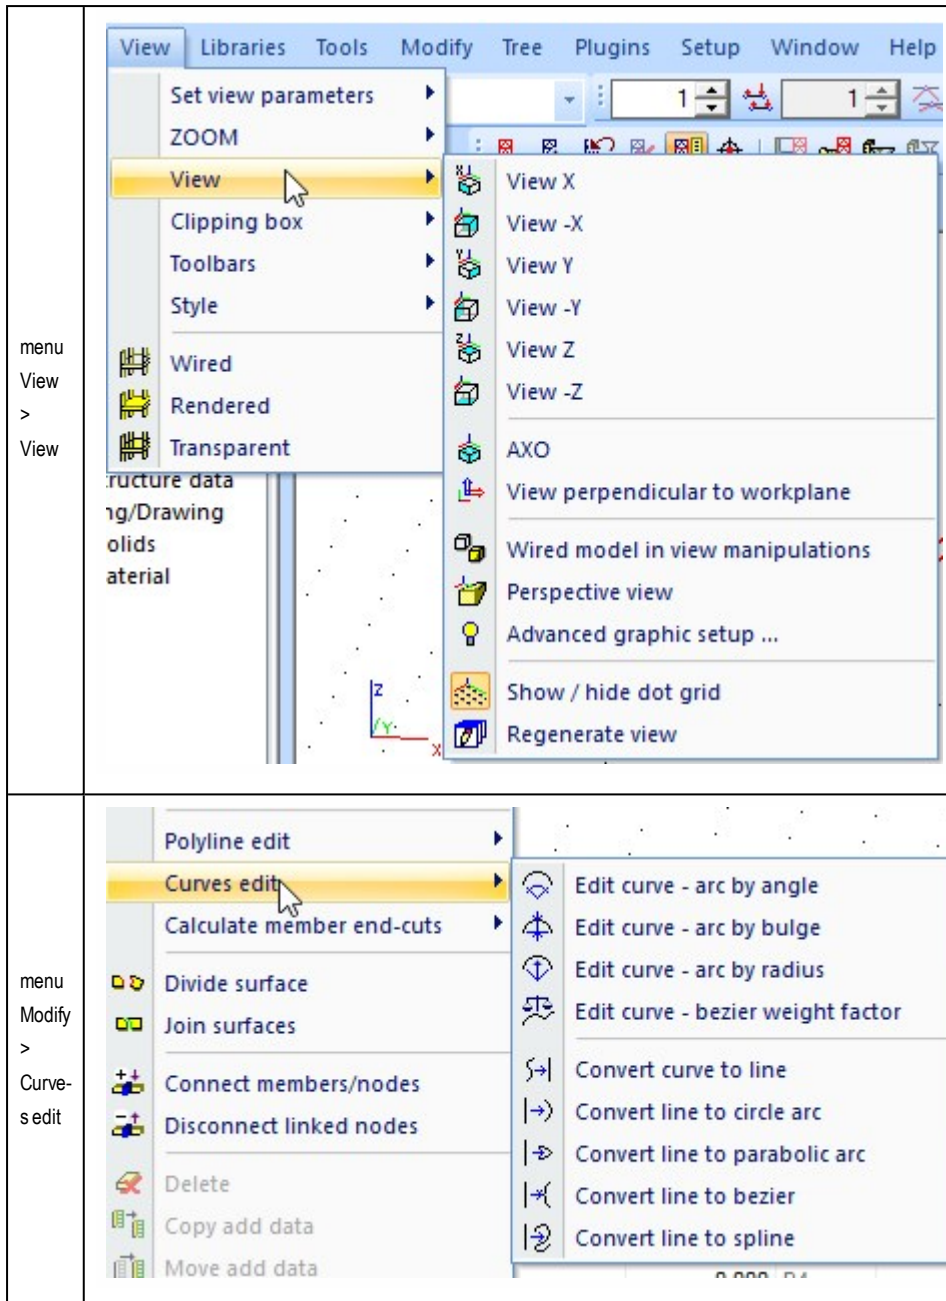 menu
View
>
View
View Libraries Tools Modify Tree Plugins Setup Window Help
Set view parameters
1 1
ZOOM
View
Clipping box
Toolbars
Style
Wired
Rendered
Transparent
View X
View -X
View Y
View -Y
View Z
View -Z
AXO
View perpendicular to workplane
Wired model in view manipulations
Perspective view
Advanced graphic setup ...
Show / hide dot grid
Regenerate view
ructure data
ng/Drawing
olids
aterial
Z
Y
X
menu
Modify
>
Curve-
s edit
Polyline edit
Curves edit
Calculate member end-cuts
Divide surface
Join surfaces
Connect members/nodes
Disconnect linked nodes
Delete
Copy add data
Move add data
Edit curve - arc by angle
Edit curve - arc by bulge
Edit curve - arc by radius
Edit curve - bezier weight factor
Convert curve to line
Convert line to circle arc
Convert line to parabolic arc
Convert line to bezier
Convert line to spline